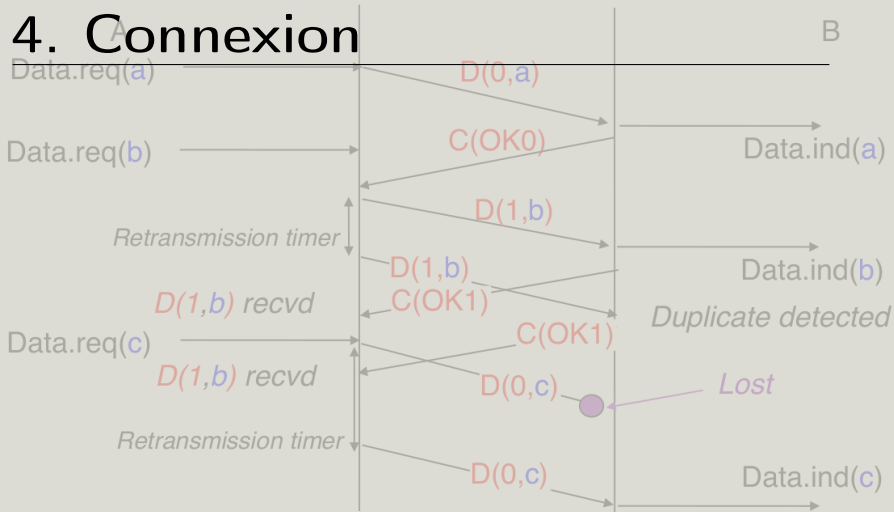 4. Connexion
A
B
Data.req(a)
D(0,a)
C(OK0)
Data.ind(a)
Data.req(b)
D(1,b)
Retransmission timer
D(1,b)
Data.ind(b)
C(OK1)
D(1,b) recvd
Duplicate detected
C(OK1)
Data.req(c)
D(1,b) recvd
D(0,c)
Lost
Retransmission timer
D(0,c)
Data.ind(c)